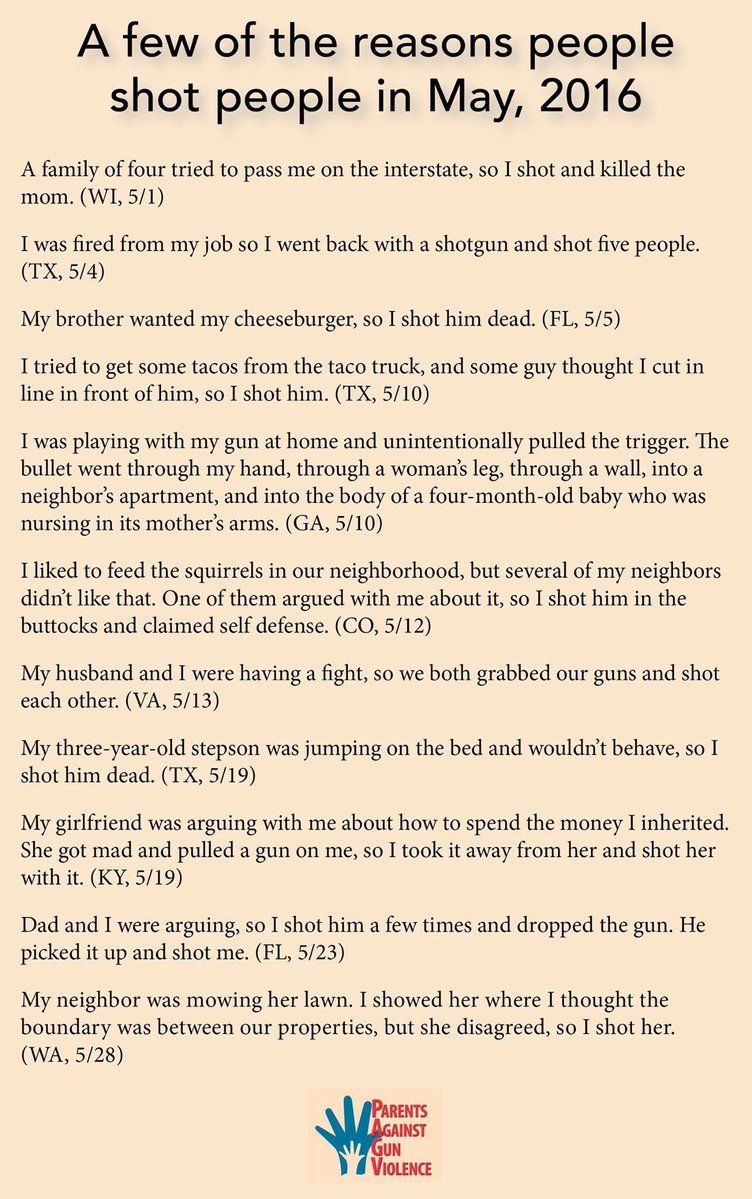 A few of the reasons people
shot people in May, 2016
A family of four tried to pass me on the interstate, so I shot and killed the
mom. (WI, 5/1)
I was fired from my job so I went back with a shotgun and shot five people.
(TX, 5/4)
My brother wanted my cheeseburger, so I shot him dead. (FL, 5/5)
I tried to get some tacos from the taco truck, and some guy thought I cut in
line in front of him, so I shot him. (TX, 5/10)
I was playing with my gun at home and unintentionally pulled the trigger. The
bullet went through my hand, through a woman’s leg, through a wall, into a
neighbor’s apartment, and into the body of a four-month-old baby who was
nursing in its mother’s arms. (GA, 5/10)
I liked to feed the squirrels in our neighborhood, but several of my neighbors
didn’t like that. One of them argued with me about it, so I shot him in the
buttocks and claimed self defense. (CO, 5/12)
My husband and I were having a fight, so we both grabbed our guns and shot
each other. (VA, 5/13)
My three-year-old stepson was jumping on the bed and wouldn’t behave, so I
shot him dead. (TX, 5/19)
My girlfriend was arguing with me about how to spend the money I inherited.
She got mad and pulled a gun on me, so I took it away from her and shot her
with it. (KY, 5/19)
Dad and I were arguing, so I shot him a few times and dropped the gun. He
picked it up and shot me. (FL, 5/23)
My neighbor was mowing her lawn. I showed her where I thought the
boundary was between our properties, but she disagreed, so I shot her.
(WA, 5/28)
PARENTS
AGAINST
GUN
VIOLENCE